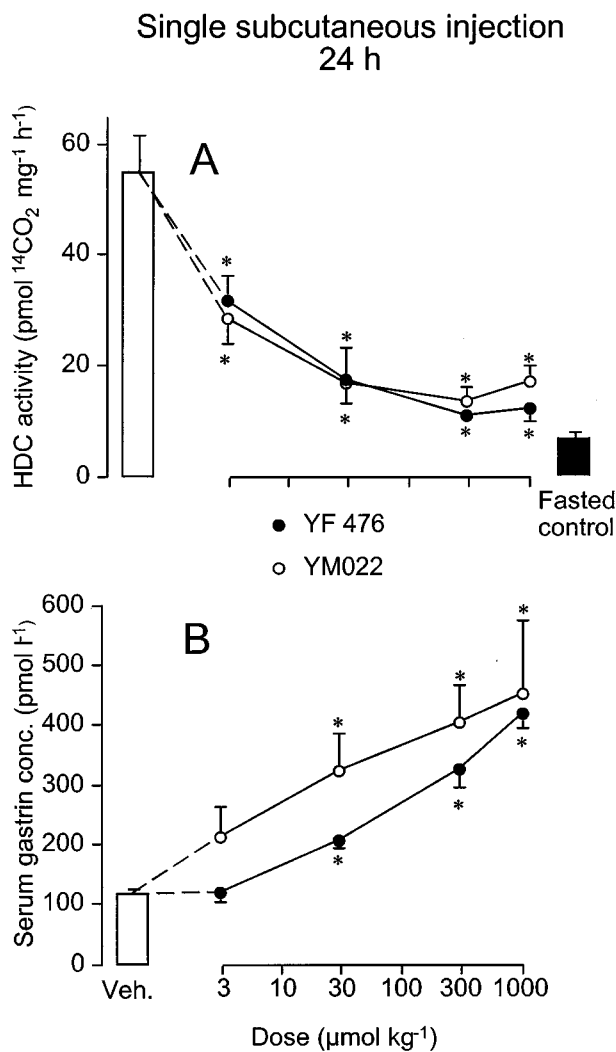 Single subcutaneous injection
24 h
A
HDC activity (pmol ¹⁴CO₂ mg⁻¹ h⁻¹)
60
40
20
0
*
*
*
*
*
*
*
*
Fasted
control
YF 476
YM022
B
Serum gastrin conc. (pmol l⁻¹)
600
500
400
300
200
100
0
*
*
*
*
*
*
Veh.
3 10 30 100 300 1000
Dose (µmol kg⁻¹)